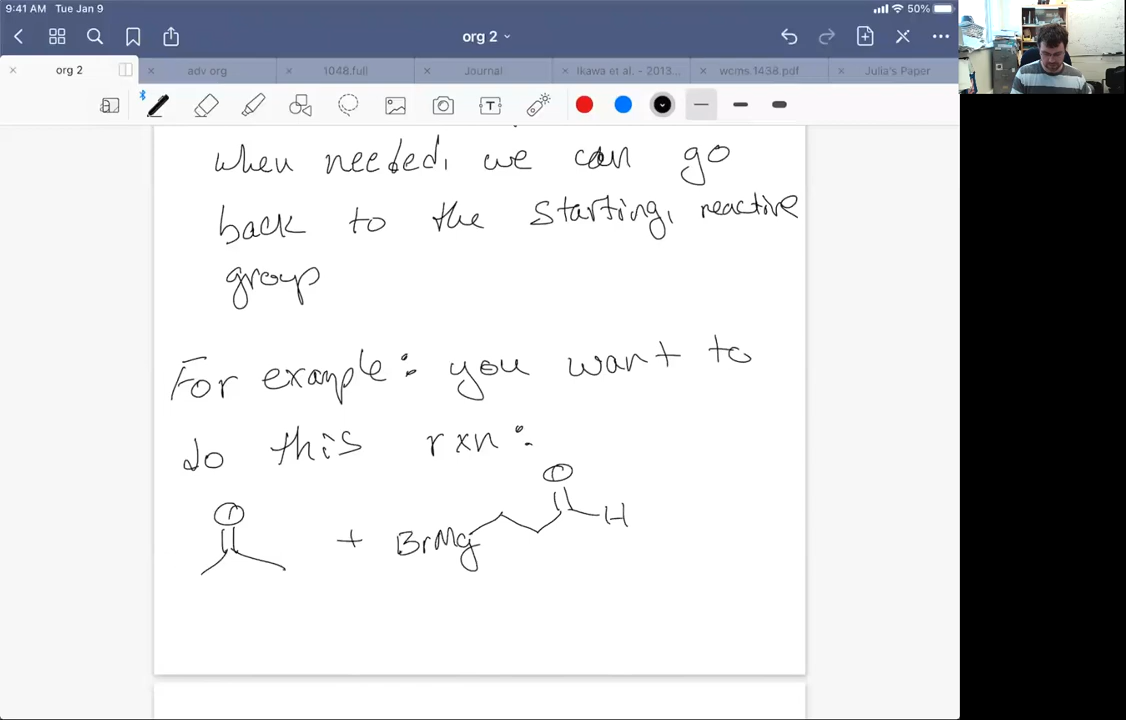 9:41 AM Tue Jan 9
50%
org 2
org 2
adv org
1048.full
Journal
Ikawa et al. - 2013...
wcms.1438.pdf
Julia's Paper
T
when needed, we can go
back to the starting, reactive
group
For example: you want to
do this rxn:
O
O
+ BrMg
H